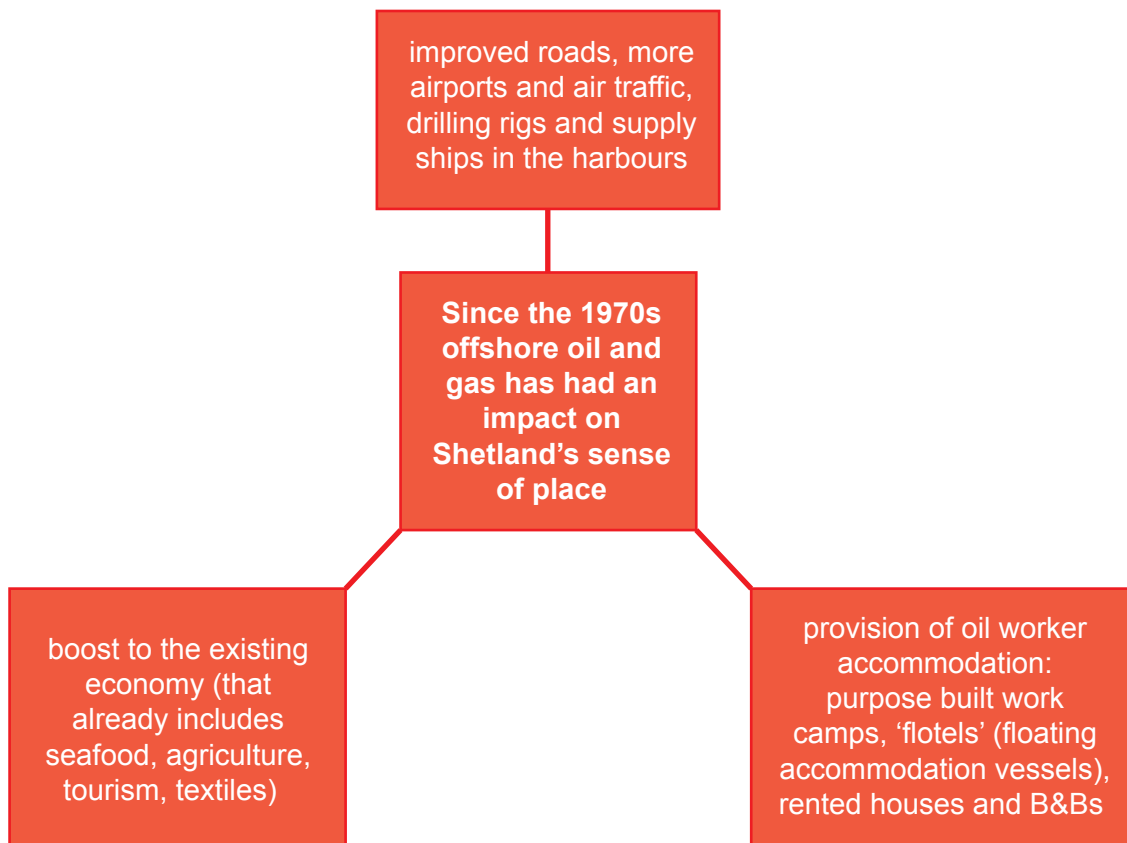 improved roads, more
airports and air traffic,
drilling rigs and supply
ships in the harbours
Since the 1970s
offshore oil and
gas has had an
impact on
Shetland’s sense
of place
boost to the existing
economy (that
already includes
seafood, agriculture,
tourism, textiles)
provision of oil worker
accommodation:
purpose built work
camps, ‘flotels’ (floating
accommodation vessels),
rented houses and B&Bs